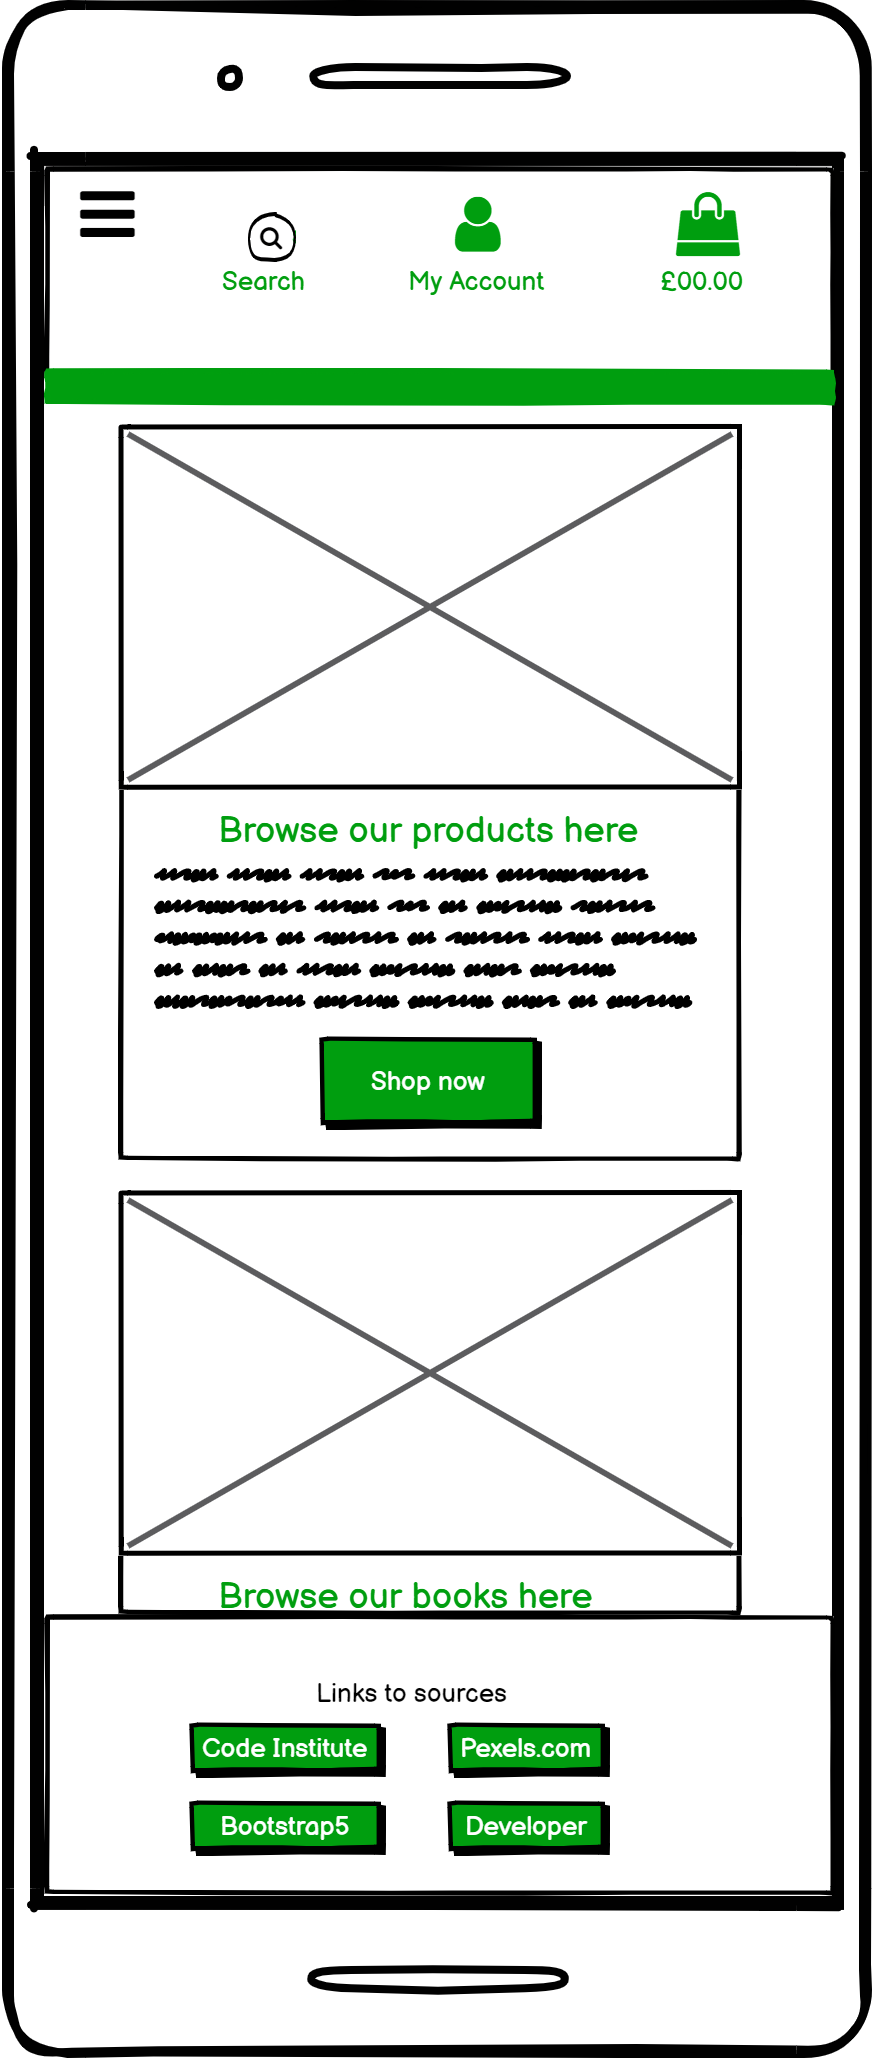 Search
My Account
£00.00
Browse our products here
Shop now
Browse our books here
Links to sources
Code Institute
Pexels.com
Bootstrap5
Developer